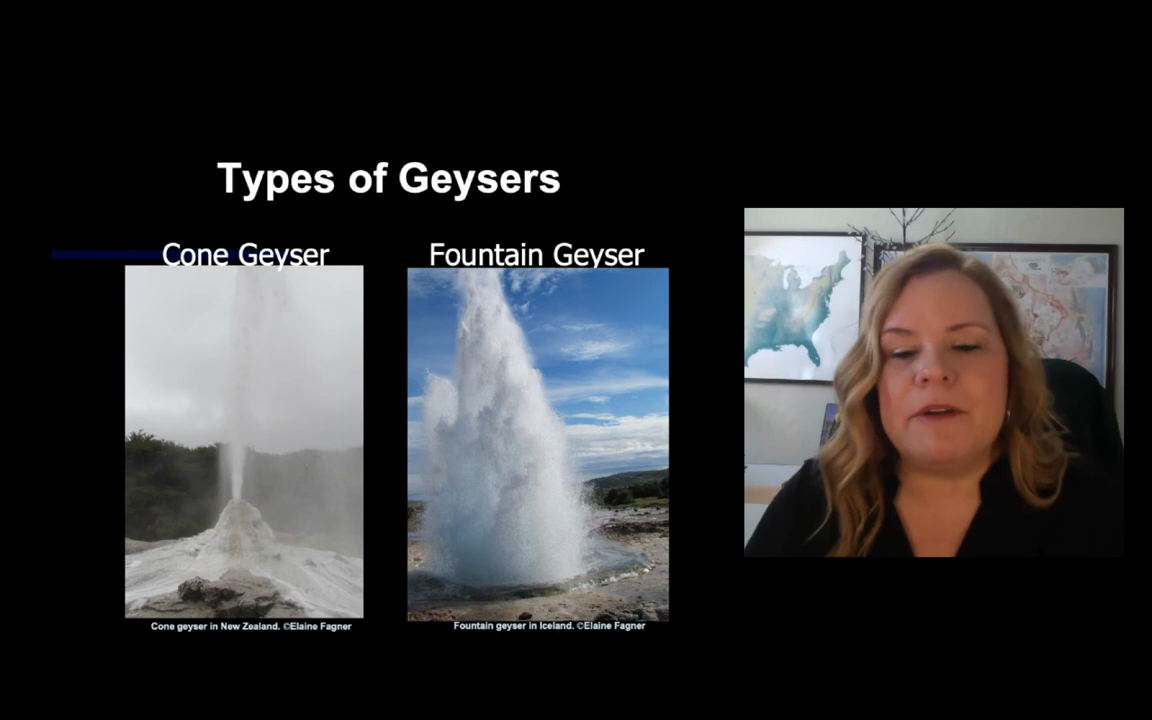 Types of Geysers
Cone Geyser
Fountain Geyser
Cone geyser in New Zealand. ©Elaine Fagner
Fountain geyser in Iceland. ©Elaine Fagner